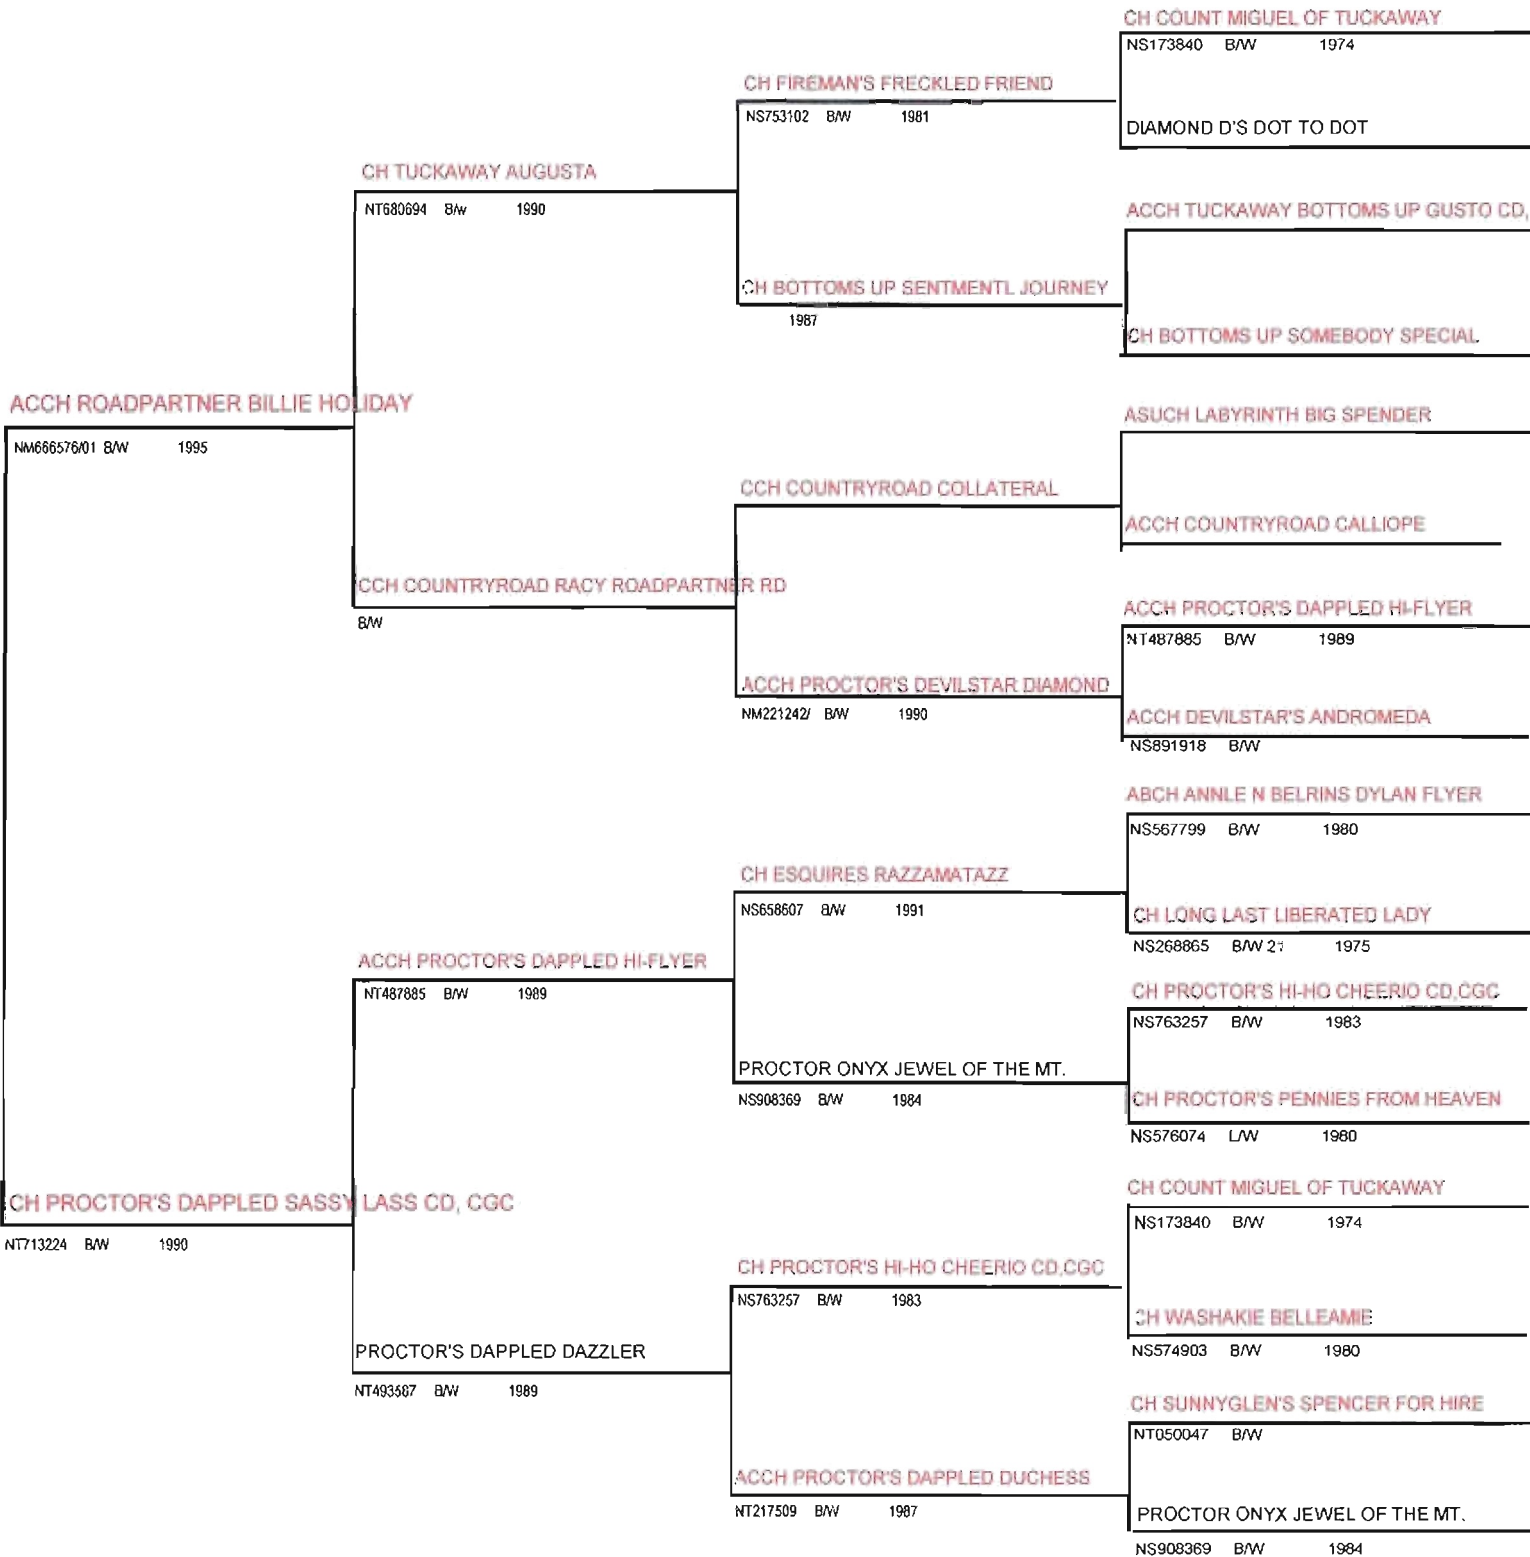 CH COUNT MIGUEL OF TUCKAWAY
NS173840 B/W 1974
CH FIREMAN'S FRECKLED FRIEND
NS753102 B/W 1981
DIAMOND D'S DOT TO DOT
CH TUCKAWAY AUGUSTA
NT680694 B/w 1990
ACCH TUCKAWAY BOTTOMS UP GUSTO CD,
CH BOTTOMS UP SENTMENTL JOURNEY
1987
CH BOTTOMS UP SOMEBODY SPECIAL
ACCH ROADPARTNER BILLIE HOLIDAY
NM666576/01 B/W 1995
ASUCH LABYRINTH BIG SPENDER
CCH COUNTRYROAD COLLATERAL
ACCH COUNTRYROAD CALLIOPE
CCH COUNTRYROAD RACY ROADPARTNER RD
B/W
ACCH PROCTOR'S DAPPLED HI-FLYER
NT487885 B/W 1989
ACCH PROCTOR'S DEVILSTAR DIAMOND
NM221242/ B/W 1990
ACCH DEVILSTAR'S ANDROMEDA
NS891918 B/W
ABCH ANNLE N BELRINS DYLAN FLYER
NS567799 B/W 1980
CH ESQUIRES RAZZAMATAZZ
NS658607 B/W 1991
CH LONG LAST LIBERATED LADY
NS268865 B/W 21 1975
ACCH PROCTOR'S DAPPLED HI-FLYER
NT487885 B/W 1989
CH PROCTOR'S HI-HO CHEERIO CD,CGC
NS763257 B/W 1983
PROCTOR ONYX JEWEL OF THE MT.
NS908369 B/W 1984
CH PROCTOR'S PENNIES FROM HEAVEN
NS576074 L/W 1980
CH PROCTOR'S DAPPLED SASSY LASS CD, CGC
NT713224 B/W 1990
CH COUNT MIGUEL OF TUCKAWAY
NS173840 B/W 1974
CH PROCTOR'S HI-HO CHEERIO CD,CGC
NS763257 B/W 1983
CH WASHAKIE BELLEAMIE
NS574903 B/W 1980
PROCTOR'S DAPPLED DAZZLER
NT493587 B/W 1989
CH SUNNYGLEN'S SPENCER FOR HIRE
NT050047 B/W
ACCH PROCTOR'S DAPPLED DUCHESS
NT217509 B/W 1987
PROCTOR ONYX JEWEL OF THE MT.
NS908369 B/W 1984